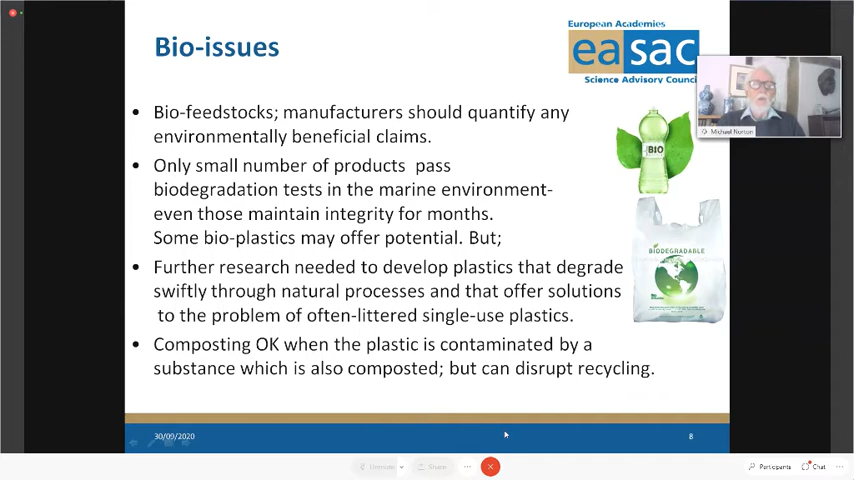 Bio-issues
European Academies
easac
Science Advisory Counci
Michael Norton
• Bio-feedstocks; manufacturers should quantify any
environmentally beneficial claims.
• Only small number of products pass
biodegradation tests in the marine environment-
even those maintain integrity for months.
Some bio-plastics may offer potential. But;
• Further research needed to develop plastics that degrade
swiftly through natural processes and that offer solutions
to the problem of often-littered single-use plastics.
• Composting OK when the plastic is contaminated by a
substance which is also composted; but can disrupt recycling.
BIO
BIODEGRADABLE
30/09/2020
8
Unmute
Share
Participants
Chat